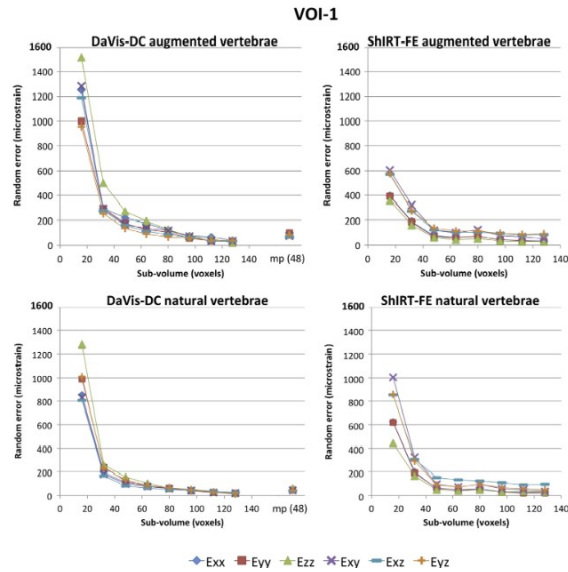 VOI-1
DaVis-DC augmented vertebrae
1600
1400
1200
1000
800
600
400
200
0
Random error (microstrain)
0 20 40 60 80 100 120 140 mp (48)
Sub-volume (voxels)
ShIRT-FE augmented vertebrae
1600
1400
1200
1000
800
600
400
200
0
Random error (microstrain)
0 20 40 60 80 100 120 140
Sub-volume (voxels)
DaVis-DC natural vertebrae
1600
1400
1200
1000
800
600
400
200
0
Random error (microstrain)
0 20 40 60 80 100 120 140 mp (48)
Sub-volume (voxels)
ShIRT-FE natural vertebrae
1600
1400
1200
1000
800
600
400
200
0
Random error (microstrain)
0 20 40 60 80 100 120 140
Sub-volume (voxels)
Exx Eyy Ezz Exy Exz Eyz